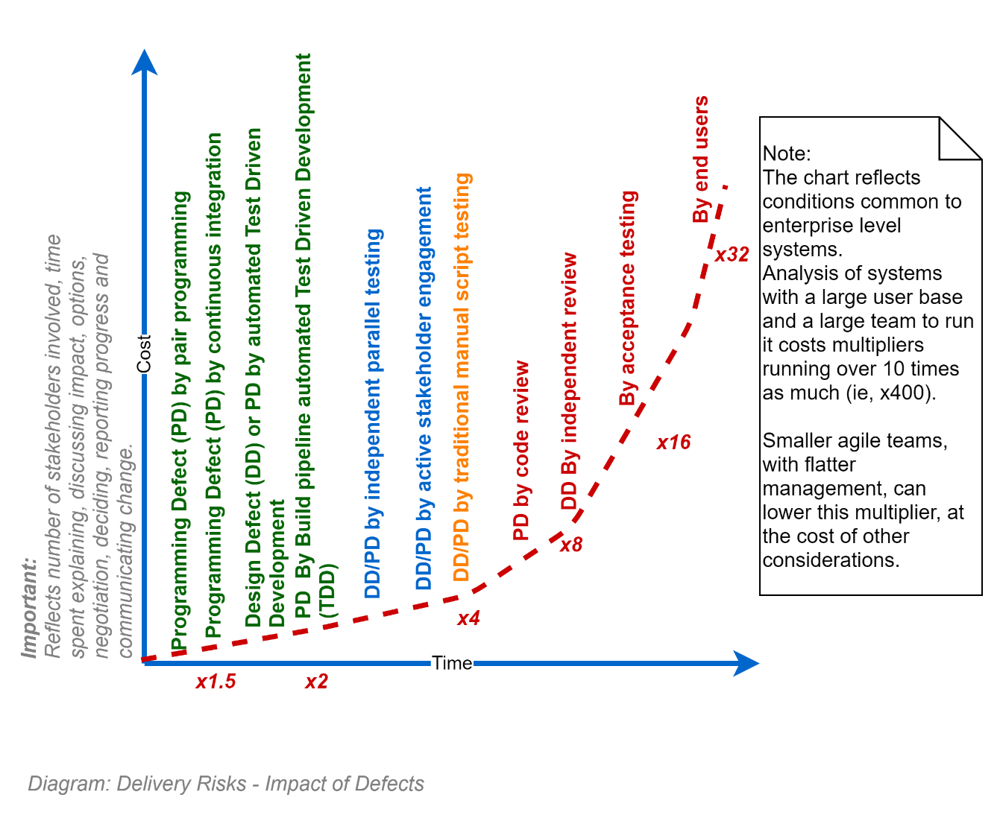 Important:
Reflects number of stakeholders involved, time
spent explaining, discussing impact, options,
negotiation, deciding, reporting progress and
communicating change.
Cost
Programming Defect (PD) by pair programming
Programming Defect (PD) by continuous integration
Design Defect (DD) or PD by automated Test Driven
Development
PD  By Build pipeline automated Test Driven Development
(TDD)
DD/PD by independent parallel testing
DD/PD by active stakeholder engagement
DD/PD by traditional manual script testing
PD by code review
DD By independent review
By acceptance testing
By end users
x1.5
x2
x4
x8
x16
x32
Time
Note:
The chart reflects
conditions common to
enterprise level
systems.
Analysis of systems
with a large user base
and a large team to run
it costs multipliers
running over 10 times
as much (ie, x400).
Smaller agile teams,
with flatter
management, can
lower this multiplier, at
the cost of other
considerations.
Diagram: Delivery Risks - Impact of Defects